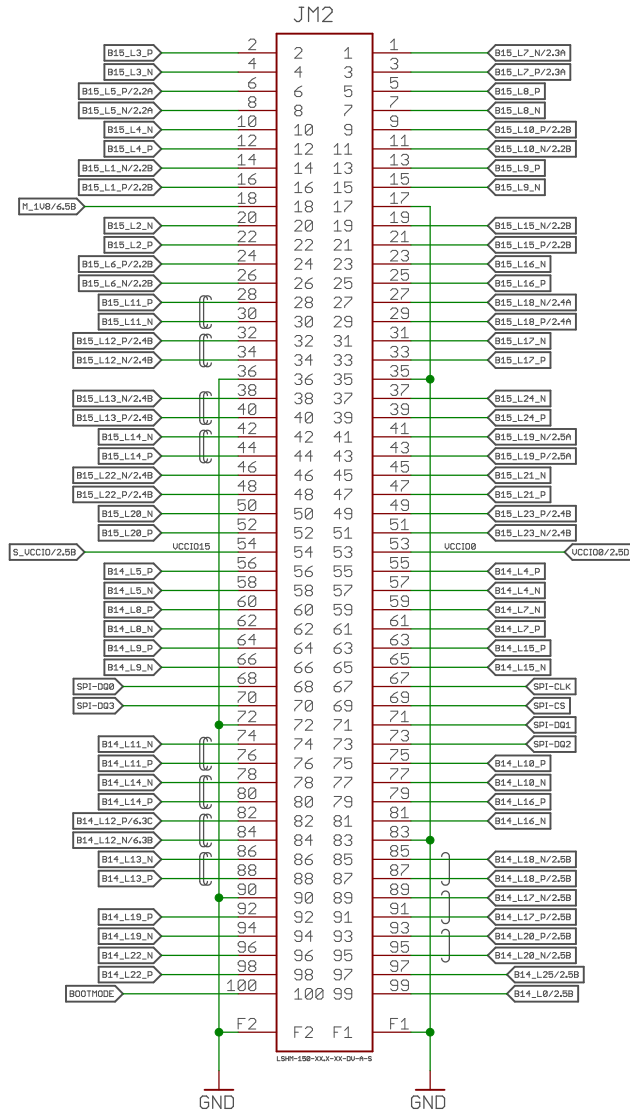 JM2
B15_L3_P 2 2 1 1 B15_L7_N/2.3A
B15_L3_N 4 4 3 3 B15_L7_P/2.3A
B15_L5_P/2.2A 6 6 5 5 B15_L8_P
B15_L5_N/2.2A 8 8 7 7 B15_L8_N
B15_L4_N 10 10 9 9 B15_L10_P/2.2B
B15_L4_P 12 12 11 11 B15_L10_N/2.2B
B15_L1_N/2.2B 14 14 13 13 B15_L9_P
B15_L1_P/2.2B 16 16 15 15 B15_L9_N
M_1V8/6.5B 18 18 17 17
B15_L2_N 20 20 19 19 B15_L15_N/2.2B
B15_L2_P 22 22 21 21 B15_L15_P/2.2B
B15_L6_P/2.2B 24 24 23 23 B15_L16_N
B15_L6_N/2.2B 26 26 25 25 B15_L16_P
B15_L11_P 28 28 27 27 B15_L18_N/2.4A
B15_L11_N 30 30 29 29 B15_L18_P/2.4A
B15_L12_P/2.4B 32 32 31 31 B15_L17_N
B15_L12_N/2.4B 34 34 33 33 B15_L17_P
36 36 35 35
B15_L13_N/2.4B 38 38 37 37 B15_L24_N
B15_L13_P/2.4B 40 40 39 39 B15_L24_P
B15_L14_N 42 42 41 41 B15_L19_N/2.5A
B15_L14_P 44 44 43 43 B15_L19_P/2.5A
B15_L22_N/2.4B 46 46 45 45 B15_L21_N
B15_L22_P/2.4B 48 48 47 47 B15_L21_P
B15_L20_N 50 50 49 49 B15_L23_P/2.4B
B15_L20_P 52 52 51 51 B15_L23_N/2.4B
S_VCCIO/2.5B VCCIO15 54 54 53 53 VCCIO0 VCCIO0/2.5D
B14_L5_P 56 56 55 55 B14_L4_P
B14_L5_N 58 58 57 57 B14_L4_N
B14_L8_P 60 60 59 59 B14_L7_N
B14_L8_N 62 62 61 61 B14_L7_P
B14_L9_P 64 64 63 63 B14_L15_P
B14_L9_N 66 66 65 65 B14_L15_N
SPI-DQ0 68 68 67 67 SPI-CLK
SPI-DQ3 70 70 69 69 SPI-CS
72 72 71 71 SPI-DQ1
B14_L11_N 74 74 73 73 SPI-DQ2
B14_L11_P 76 76 75 75 B14_L10_P
B14_L14_N 78 78 77 77 B14_L10_N
B14_L14_P 80 80 79 79 B14_L16_P
B14_L12_P/6.3C 82 82 81 81 B14_L16_N
B14_L12_N/6.3B 84 84 83 83
B14_L13_N 86 86 85 85 B14_L18_N/2.5B
B14_L13_P 88 88 87 87 B14_L18_P/2.5B
90 90 89 89 B14_L17_N/2.5B
B14_L19_P 92 92 91 91 B14_L17_P/2.5B
B14_L19_N 94 94 93 93 B14_L20_P/2.5B
B14_L22_N 96 96 95 95 B14_L20_N/2.5B
B14_L22_P 98 98 97 97 B14_L25/2.5B
BOOTMODE 100 100 99 99 B14_L0/2.5B
F2 F2 F1 F1
LSHM-150-XX.X-XX-DV-A-S
GND GND